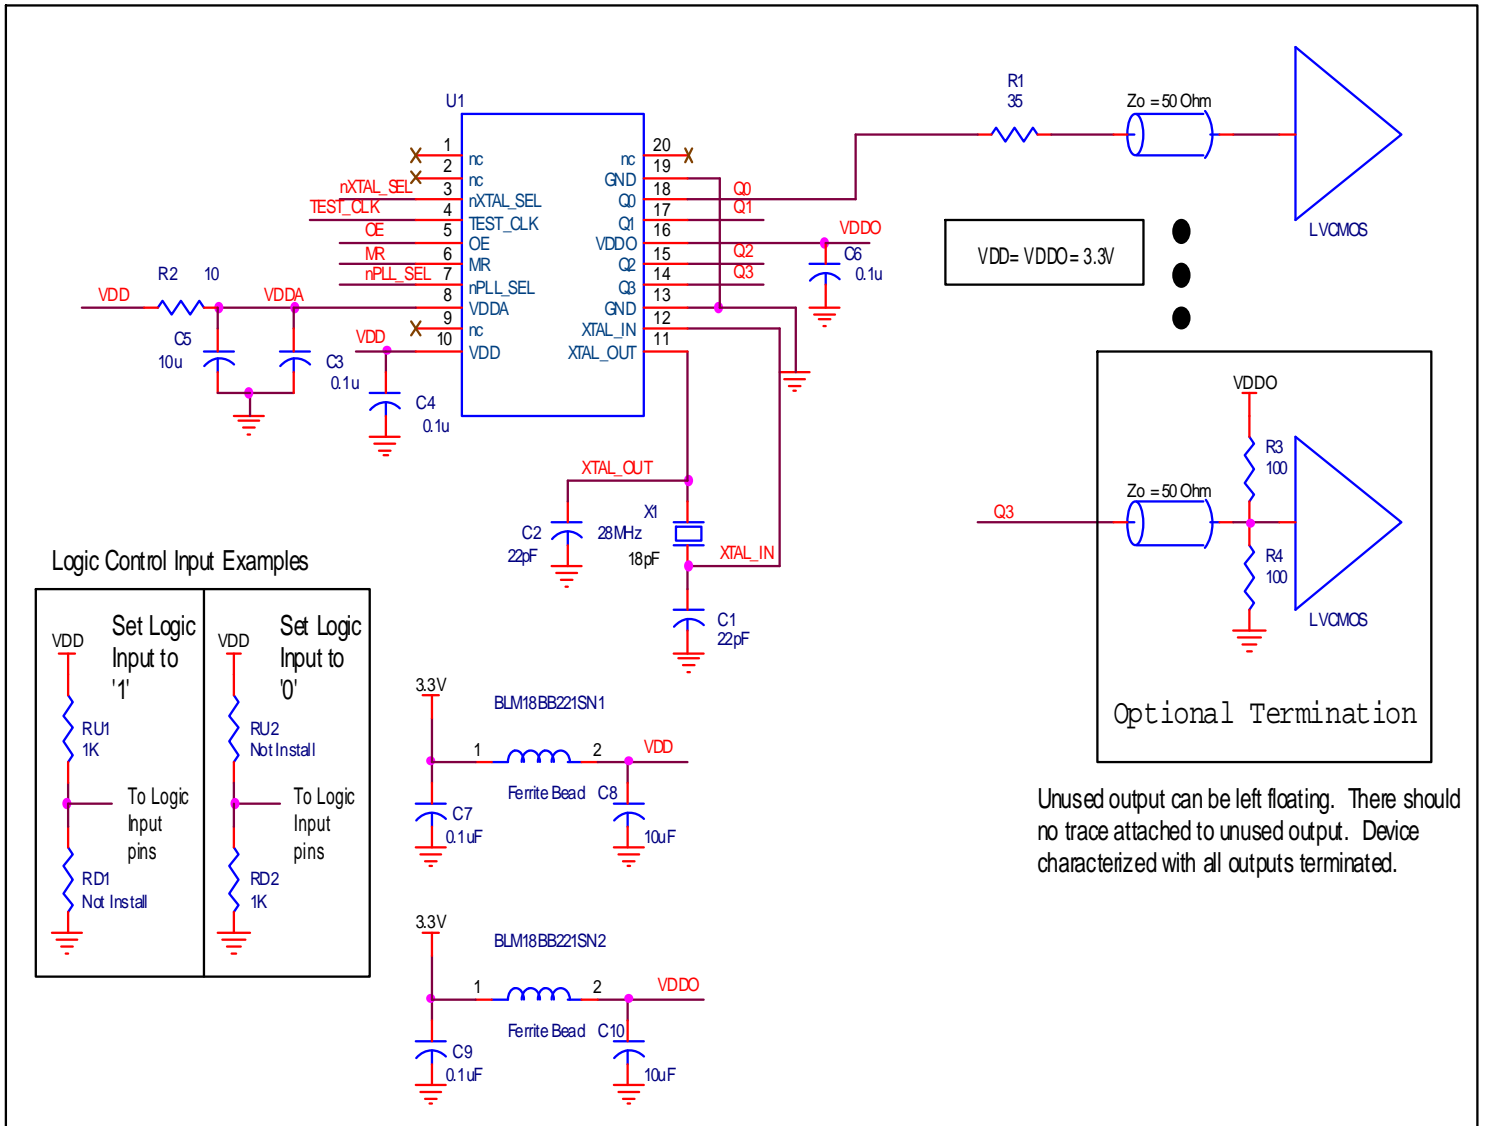 U1
1
2
3
4
5
6
7
8
9
10
20
19
18
17
16
15
14
13
12
11
nc
nc
nXTAL_SEL
TEST_CLK
OE
MR
nPLL_SEL
VDDA
nc
VDD
nc
GND
Q0
Q1
VDDO
Q2
Q3
GND
XTAL_IN
XTAL_OUT
nXTAL_SEL
TEST_CLK
OE
MR
nPLL_SEL
VDD
R2
10
VDDA
C5
10u
C3
0.1u
VDD
C4
0.1u
Q0
Q1
VDDO
Q2
Q3
C6
0.1u
R1
35
Zo = 50 Ohm
LVCMOS
VDD= VDDO = 3.3V
XTAL_OUT
C2
22pF
X1
28MHz
18pF
XTAL_IN
C1
22pF
VDDO
R3
100
Zo = 50 Ohm
Q3
R4
100
LVCMOS
Optional Termination
Unused output can be left floating. There should
no trace attached to unused output. Device
characterized with all outputs terminated.
Logic Control Input Examples
VDD
Set Logic
Input to
'1'
RU1
1K
To Logic
Input
pins
RD1
Not Install
VDD
Set Logic
Input to
'0'
RU2
Not Install
To Logic
Input
pins
RD2
1K
3.3V
BLM18BB221SN1
1
2
VDD
Ferrite Bead
C7
0.1uF
C8
10uF
3.3V
BLM18BB221SN2
1
2
VDDO
Ferrite Bead
C9
0.1uF
C10
10uF